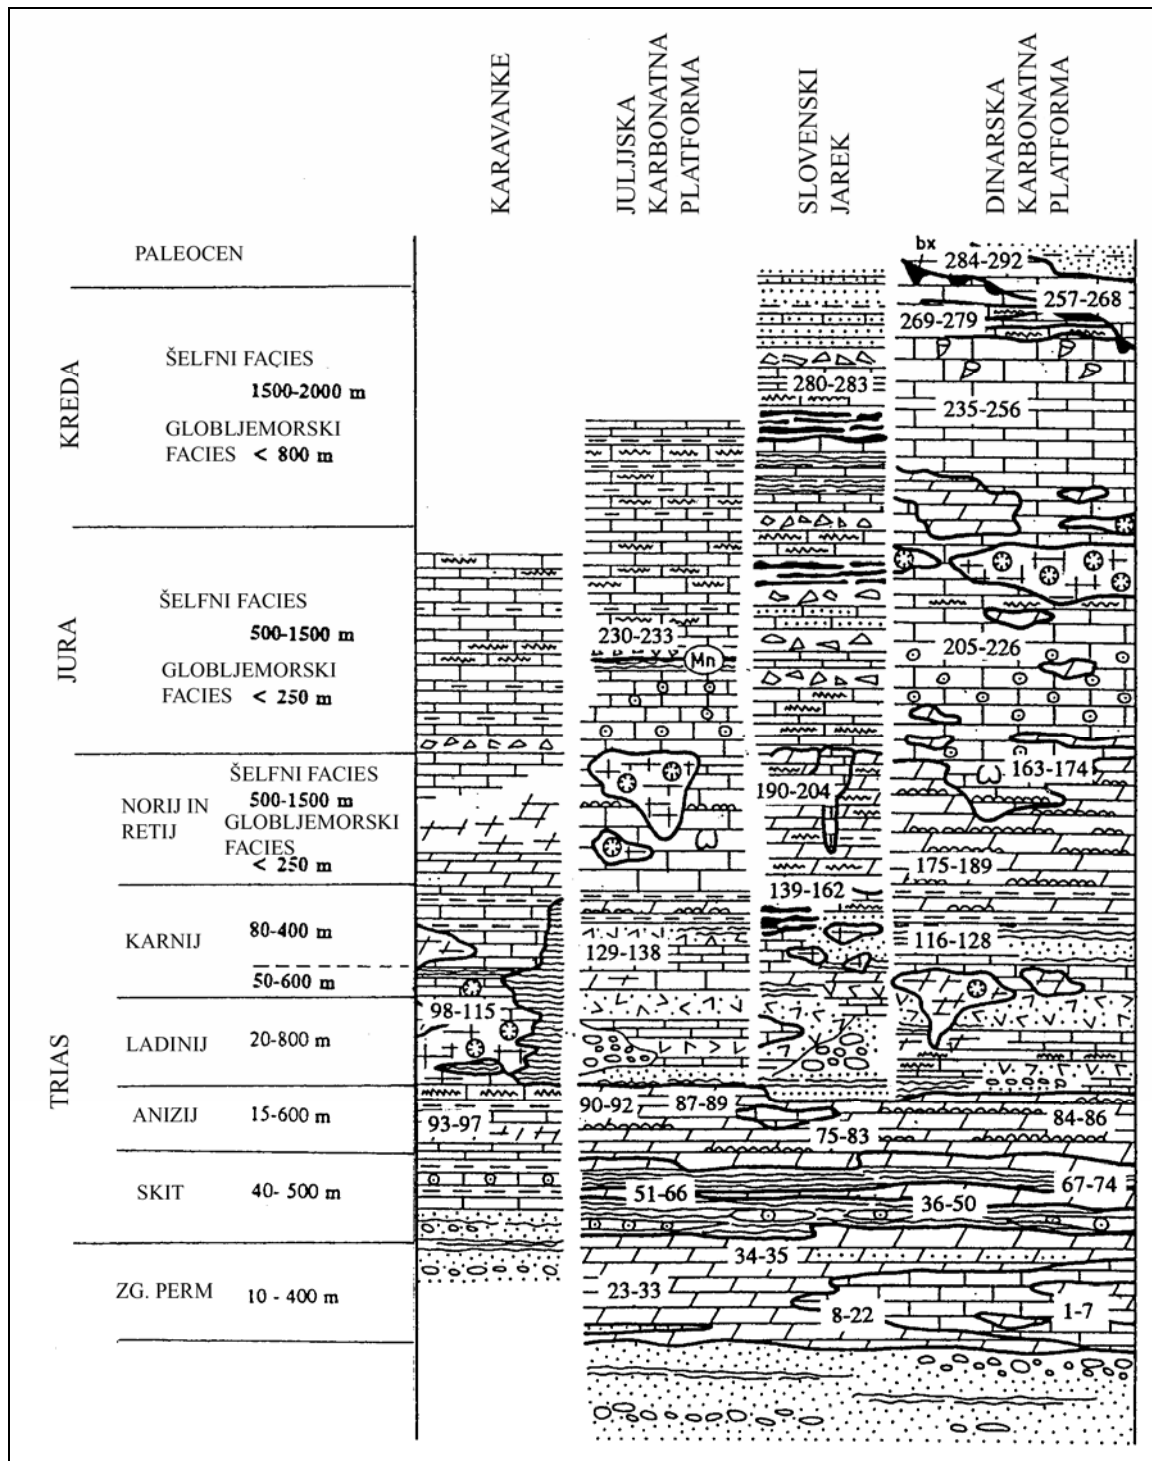 KARAVANKE
JULJJSKA
KARBONATNA
PLATFORMA
SLOVENSKI
JAREK
DINARSKA
KARBONATNA
PLATFORMA
PALEOCEN
bx
284-292
257-268
269-279
KREDA
ŠELFNI FACIES
1500-2000 m
GLOBLJEMORSKI
FACIES < 800 m
280-283
235-256
JURA
ŠELFNI FACIES
500-1500 m
GLOBLJEMORSKI
FACIES < 250 m
230-233
Mn
205-226
TRIAS
NORIJ IN
RETIJ
ŠELFNI FACIES
500-1500 m
GLOBLJEMORSKI
FACIES
< 250 m
190-204
163-174
175-189
139-162
KARNIJ
80-400 m
50-600 m
129-138
116-128
LADINIJ
20-800 m
98-115
ANIZIJ
15-600 m
93-97
90-92
87-89
75-83
84-86
SKIT
40- 500 m
51-66
36-50
67-74
34-35
ZG. PERM
10 - 400 m
23-33
8-22
1-7